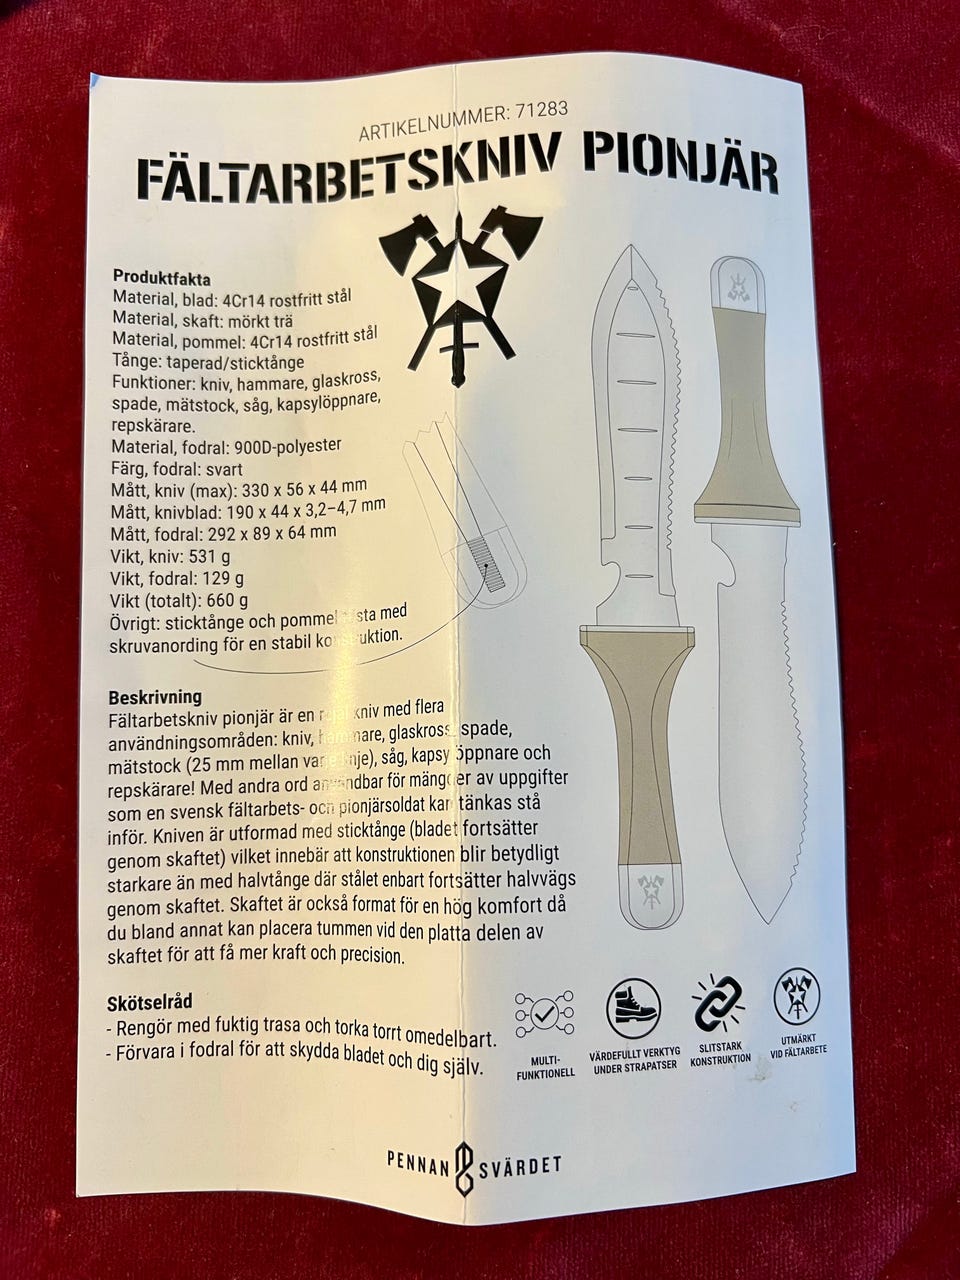 ARTIKELNUMMER: 71283
FÄLTARBETSKNIV PIONJÄR
Produktfakta
Material, blad: 4Cr14 rostfritt stål
Material, skaft: mörkt trä
Material, pommel: 4Cr14 rostfritt stål
Tånge: taperad/sticktånge
Funktioner: kniv, hammare, glaskross,
spade, mätstock, såg, kapsylöppnare,
repskärare.
Material, fodral: 900D-polyester
Färg, fodral: svart
Mått, kniv (max): 330 x 56 x 44 mm
Mått, knivblad: 190 x 44 x 3,2–4,7 mm
Mått, fodral: 292 x 89 x 64 mm
Vikt, kniv: 531 g
Vikt, fodral: 129 g
Vikt (totalt): 660 g
Övrigt: sticktånge och pommel med
skruvanording för en stabil konstruktion.
Beskrivning
Fältarbetskniv pionjär är en kniv med flera
användningsområden: kniv, hammare, glaskross, spade,
mätstock (25 mm mellan varje linje), såg, kapsylöppnare och
repskärare! Med andra ord användbar för mängder av uppgifter
som en svensk fältarbets- och pionjärsoldat kan tänkas stå
inför. Kniven är utformad med sticktånge (bladet fortsätter
genom skaftet) vilket innebär att konstruktionen blir betydligt
starkare än med halvtånge där stålet enbart fortsätter halvvägs
genom skaftet. Skaftet är också format för en hög komfort då
du bland annat kan placera tummen vid den platta delen av
skaftet för att få mer kraft och precision.
Skötselråd
- Rengör med fuktig trasa och torka torrt omedelbart.
- Förvara i fodral för att skydda bladet och dig själv.
MULTI-
FUNKTIONELL
VÄRDEFULLT VERKTYG
UNDER STRAPATSER
SLITSTARK
KONSTRUKTION
UTMÄRKT
VID FÄLTARBETE
PENNAN SVÄRDET